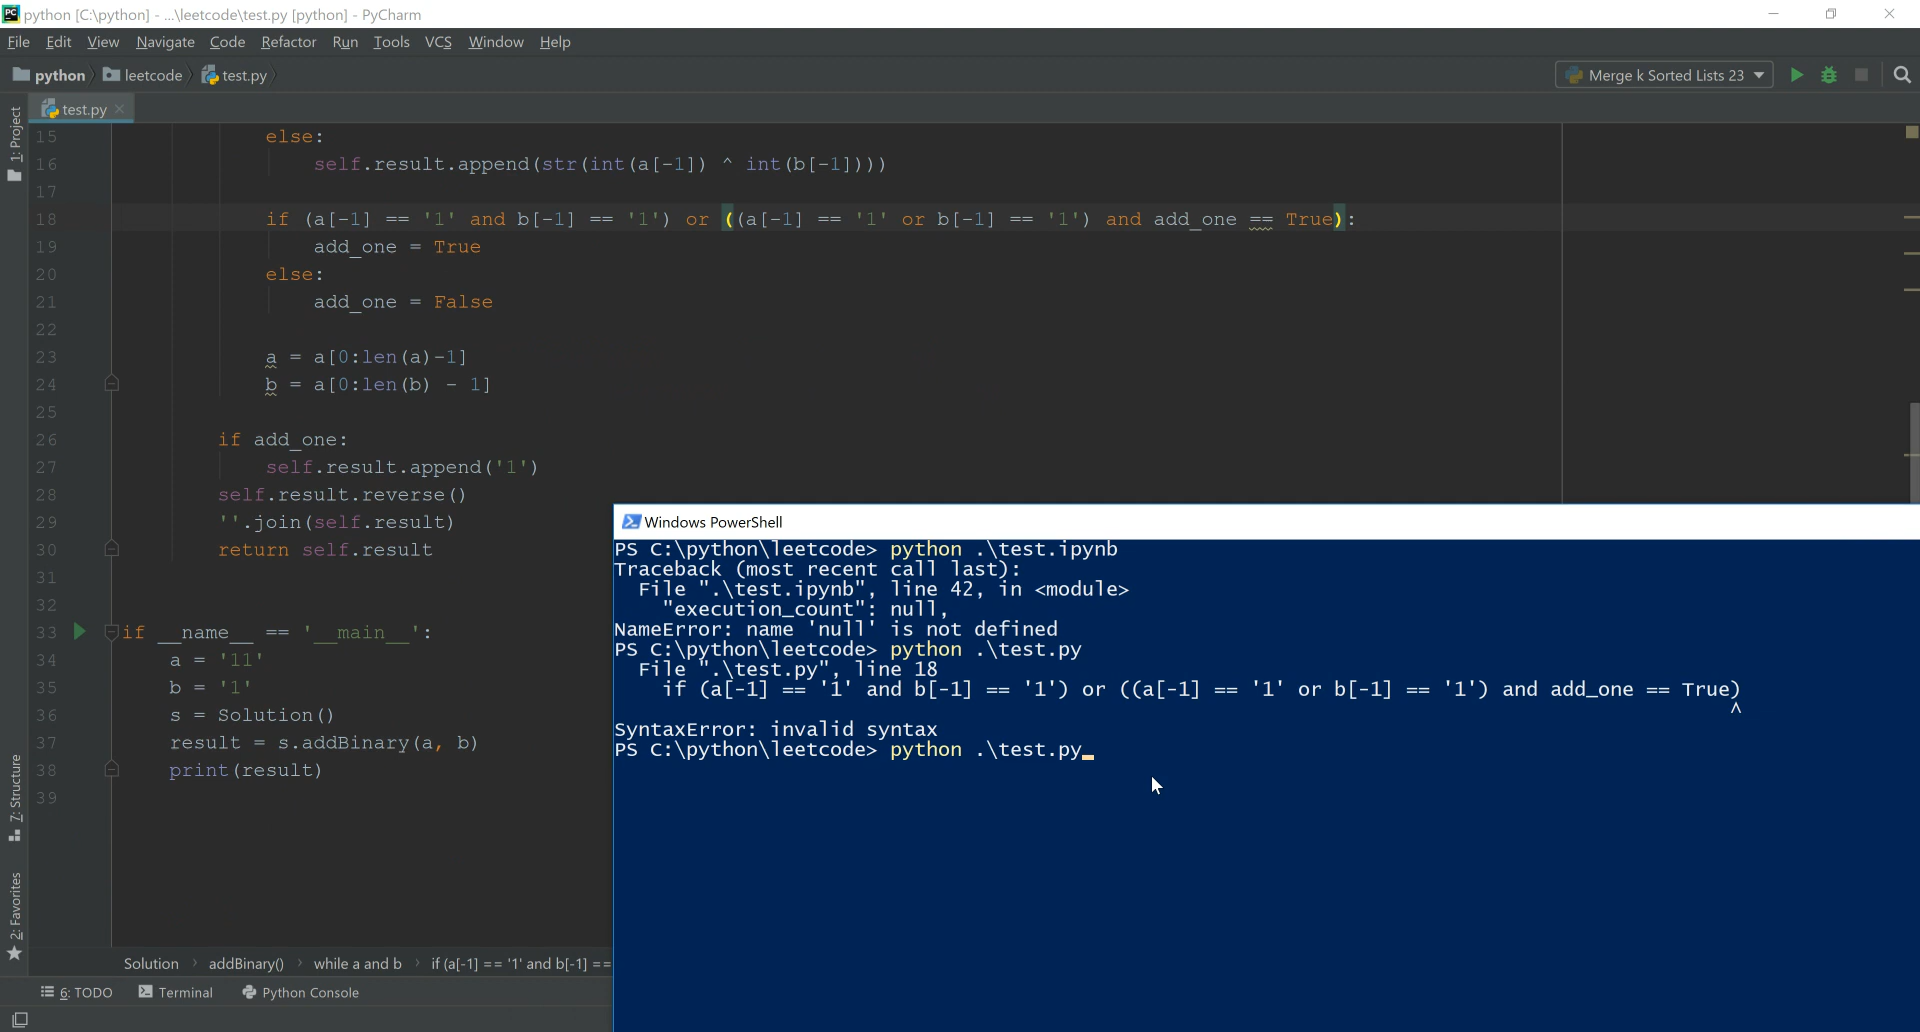 python [C:\python] - ...\leetcode\test.py [python] - PyCharm
File Edit View Navigate Code Refactor Run Tools VCS Window Help
python leetcode test.py
Merge k Sorted Lists 23
test.py
1: Project
7: Structure
2: Favorites
15 else:
16 self.result.append(str(int(a[-1]) ^ int(b[-1])))
17
18 if (a[-1] == '1' and b[-1] == '1') or ((a[-1] == '1' or b[-1] == '1') and add_one == True):
19 add_one = True
20 else:
21 add_one = False
22
23 a = a[0:len(a)-1]
24 b = a[0:len(b) - 1]
25
26 if add_one:
27 self.result.append('1')
28 self.result.reverse()
29 ''.join(self.result)
30 return self.result
31
32
33 if __name__ == '__main__':
34 a = '11'
35 b = '1'
36 s = Solution()
37 result = s.addBinary(a, b)
38 print(result)
39
Windows PowerShell
PS C:\python\leetcode> python .\test.ipynb
Traceback (most recent call last):
File ".\test.ipynb", line 42, in <module>
"execution_count": null,
NameError: name 'null' is not defined
PS C:\python\leetcode> python .\test.py
File ".\test.py", line 18
if (a[-1] == '1' and b[-1] == '1') or ((a[-1] == '1' or b[-1] == '1') and add_one == True)
^
SyntaxError: invalid syntax
PS C:\python\leetcode> python .\test.py_
Solution addBinary() while a and b if (a[-1] == '1' and b[-1] ==
6: TODO Terminal Python Console